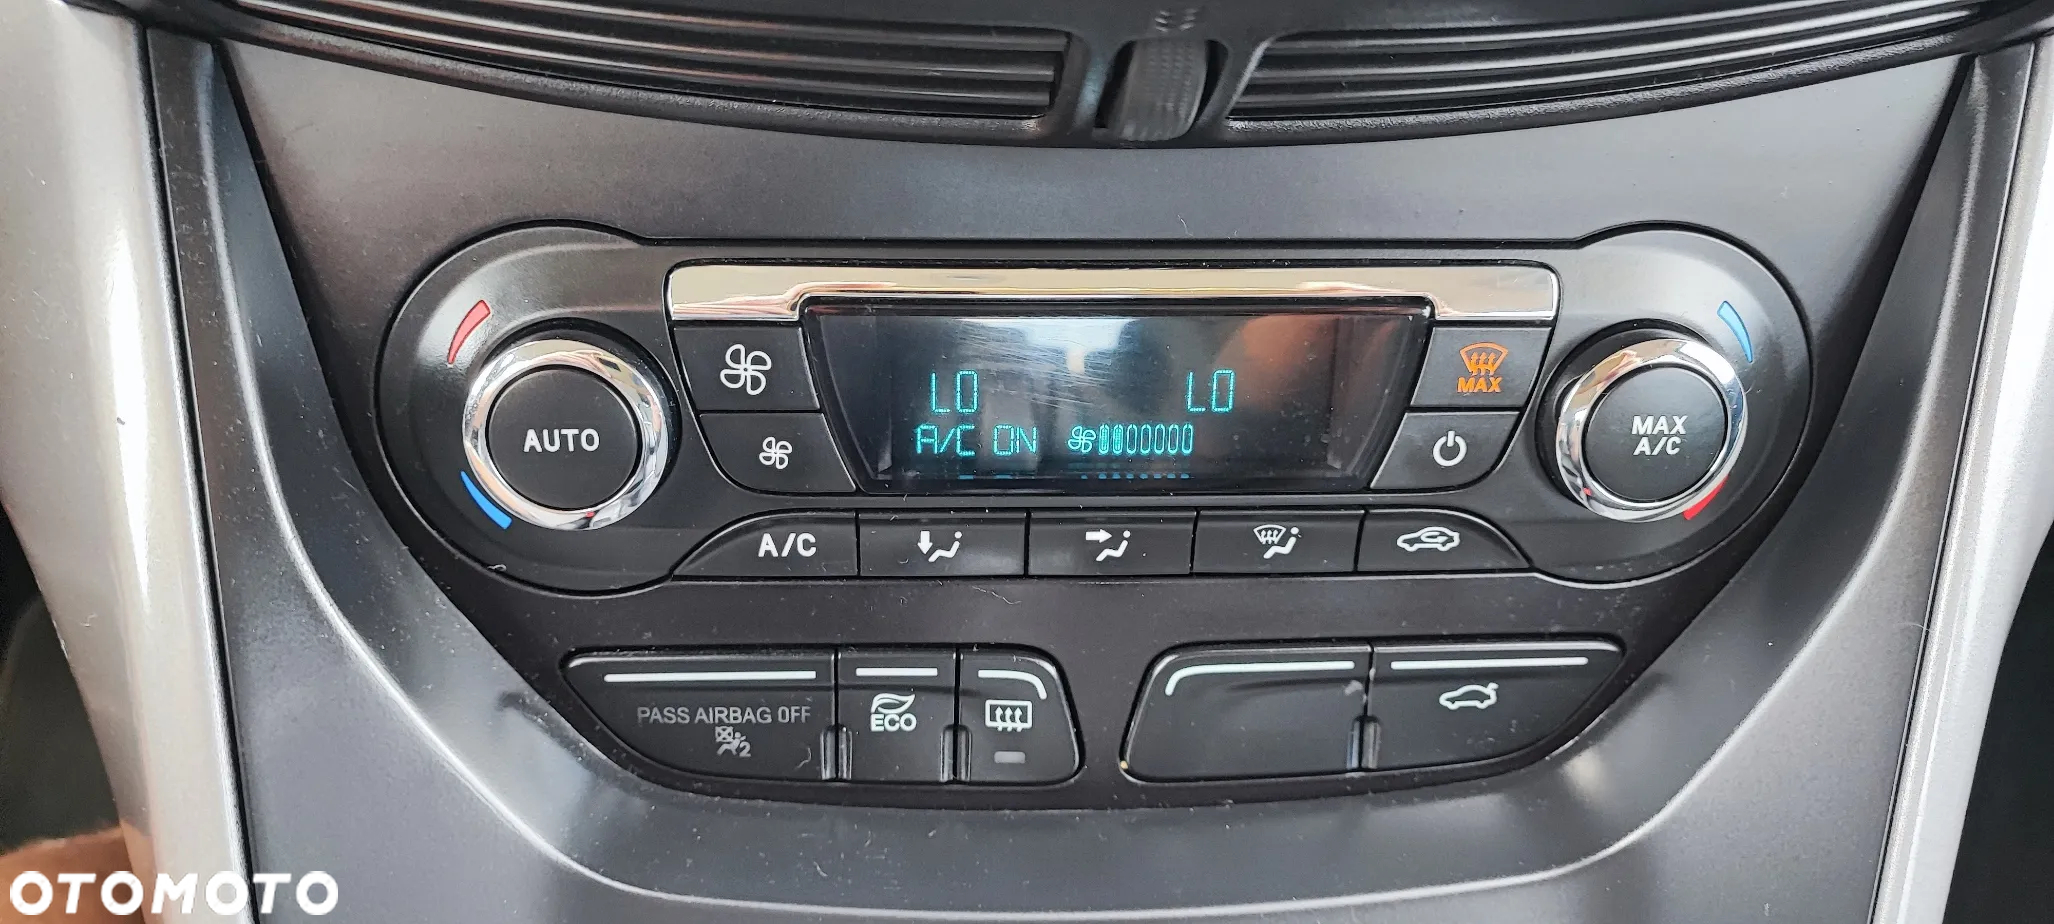 LO LO
MAX
A/C ON
AUTO
MAX
A/C
A/C
PASS AIRBAG OFF
2
ECO
OTOMOTO